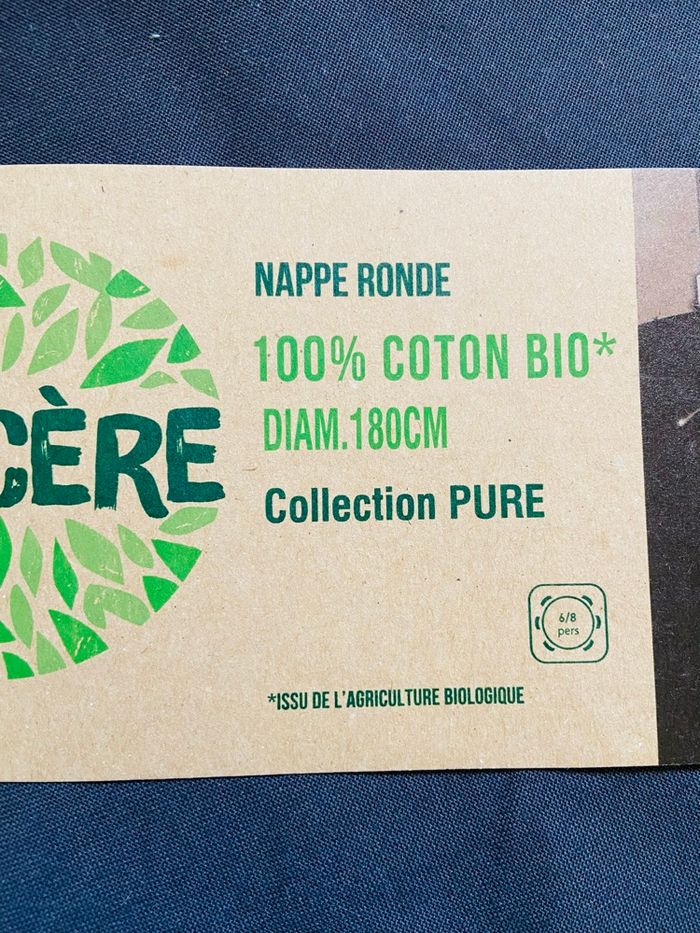 CÈRE
NAPPE RONDE
100% COTON BIO*
DIAM.180CM
Collection PURE
6/8
pers
*ISSU DE L'AGRICULTURE BIOLOGIQUE